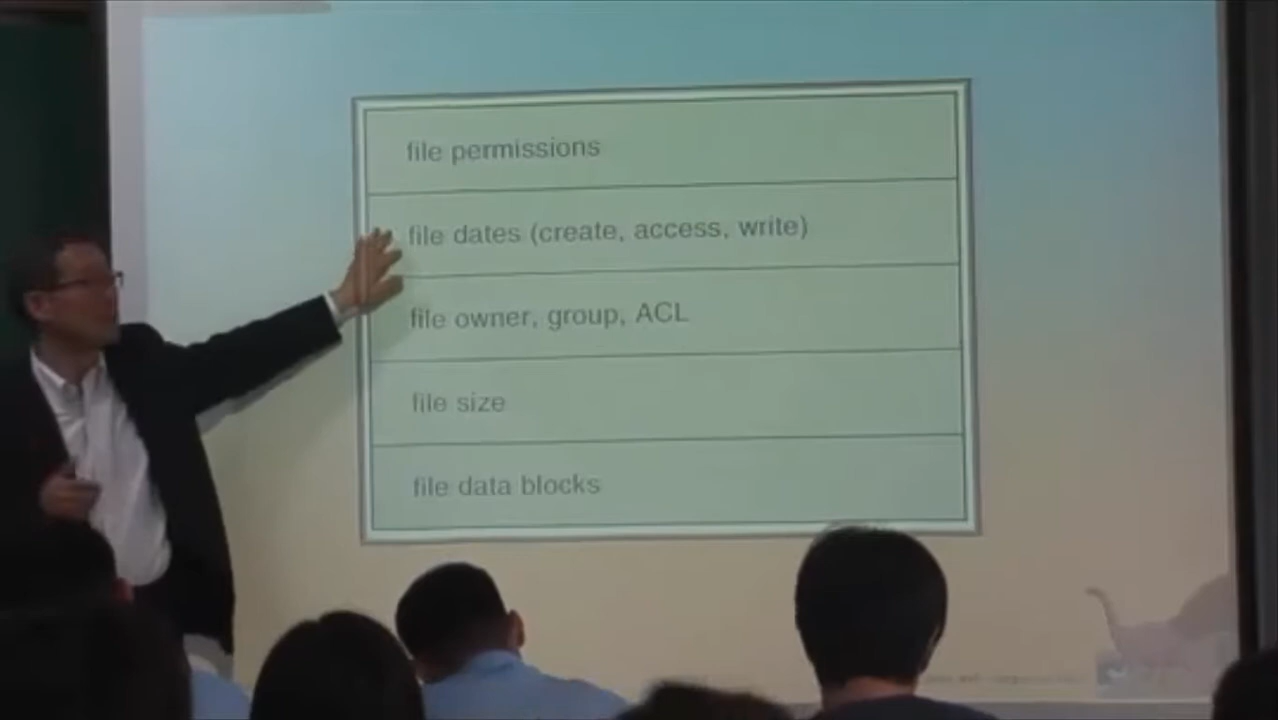 file permissions
file dates (create, access, write)
file owner, group, ACL
file size
file data blocks